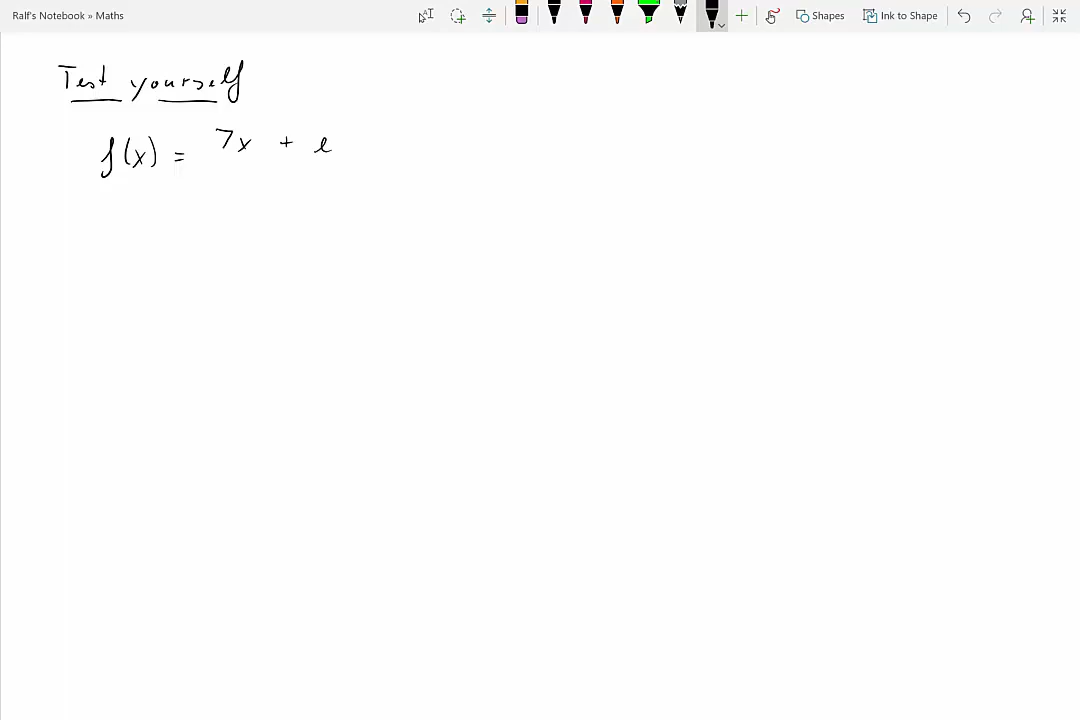 Ralf's Notebook » Maths
Shapes
Ink to Shape
Test yourself
f(x) = 7x + e